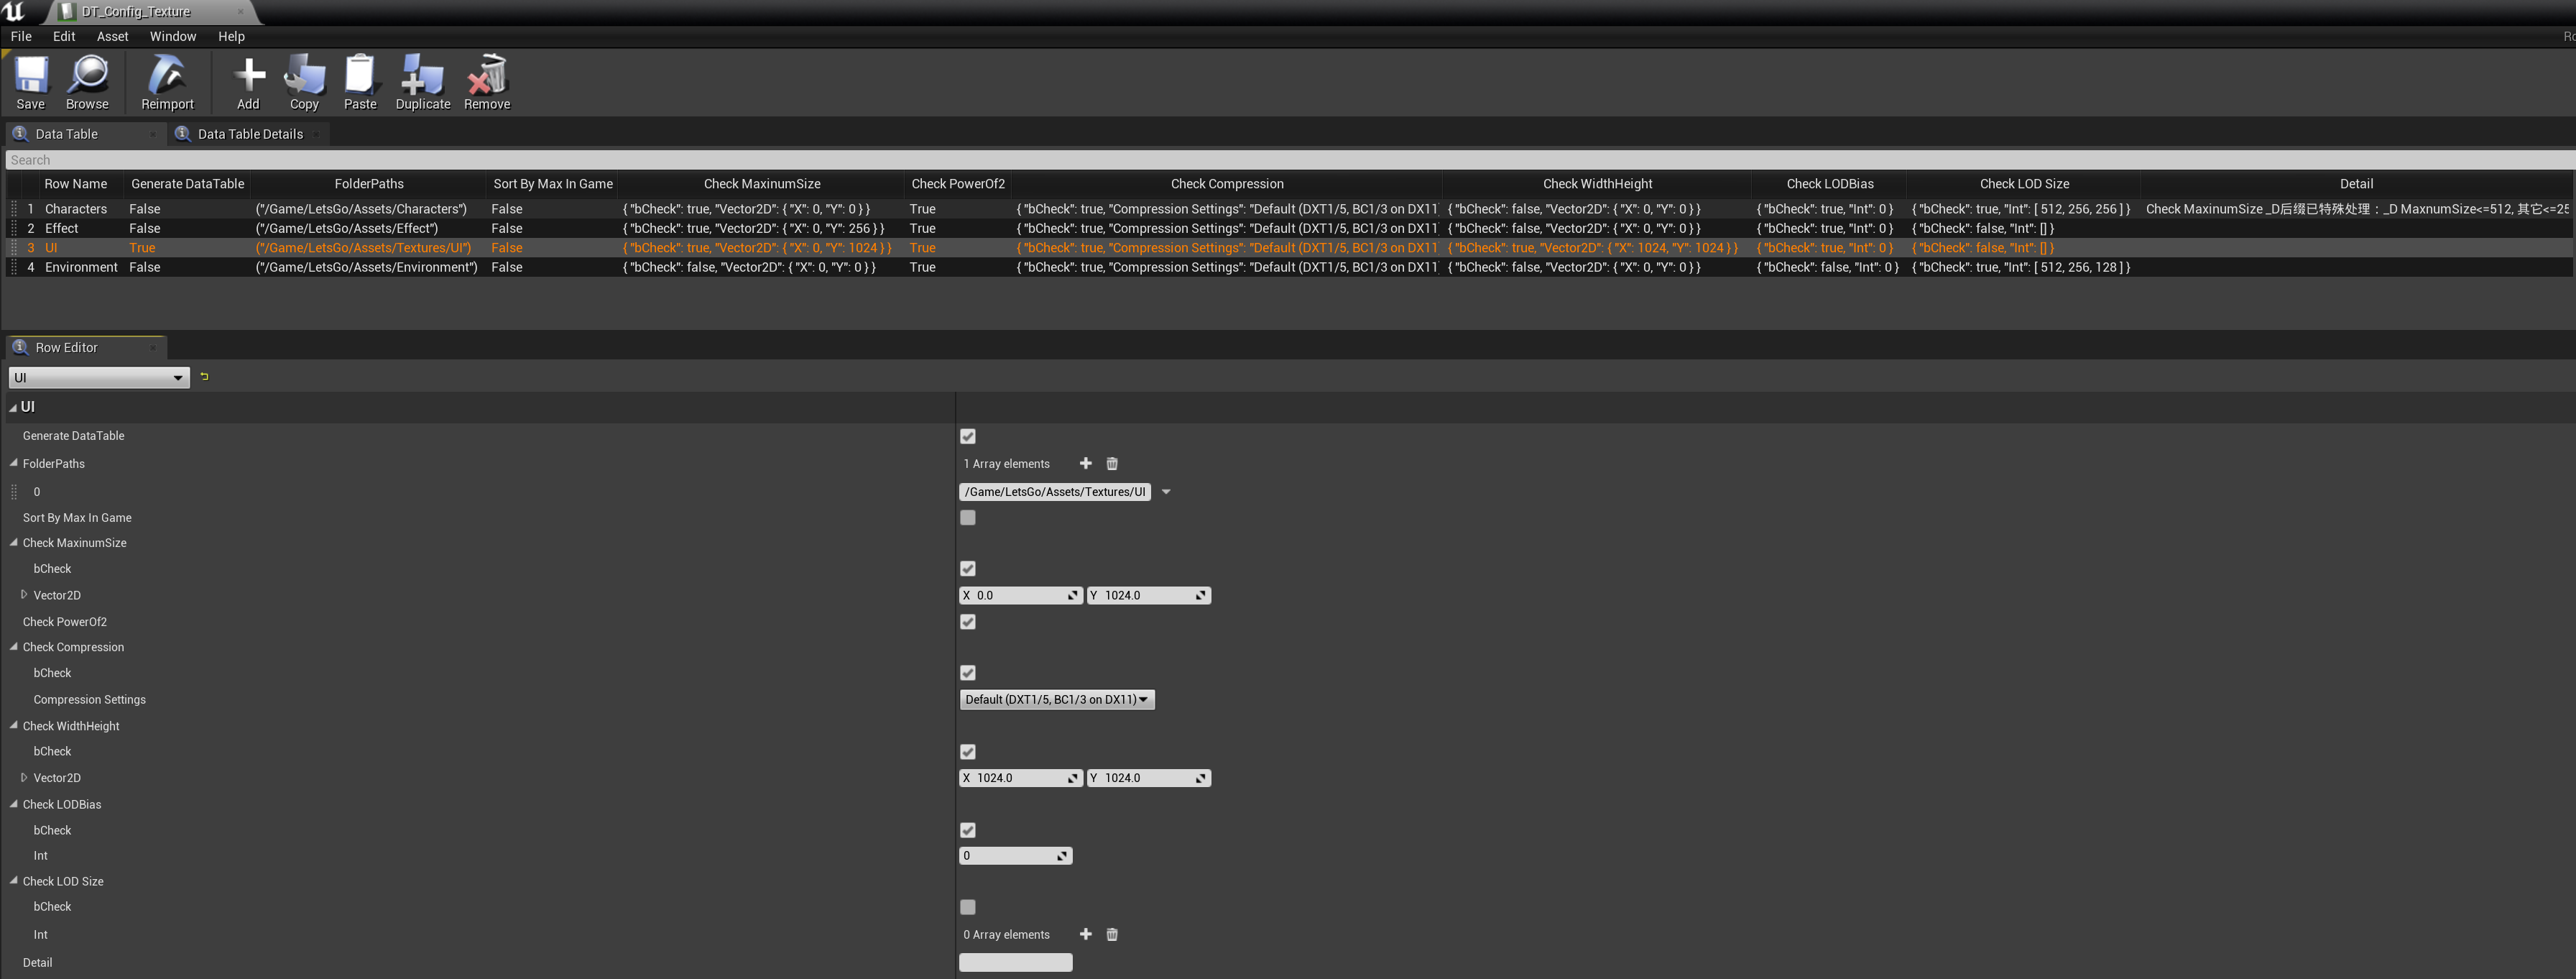 DT_Config_Texture
File Edit Asset Window Help
Save Browse Reimport Add Copy Paste Duplicate Remove
Data Table Data Table Details
Search
Row Name Generate DataTable FolderPaths Sort By Max In Game Check MaxinumSize Check PowerOf2 Check Compression Check WidthHeight Check LODBias Check LOD Size Detail
1 Characters False ("/Game/LetsGo/Assets/Characters") False { "bCheck": true, "Vector2D": { "X": 0, "Y": 0 } } True { "bCheck": true, "Compression Settings": "Default (DXT1/5, BC1/3 on DX11 { "bCheck": false, "Vector2D": { "X": 0, "Y": 0 } } { "bCheck": true, "Int": 0 } { "bCheck": true, "Int": [ 512, 256, 256 ] } Check MaxinumSize _D后缀已特殊处理：_D MaxnumSize<=512, 其它<=25
2 Effect False ("/Game/LetsGo/Assets/Effect") False { "bCheck": true, "Vector2D": { "X": 0, "Y": 256 } } True { "bCheck": true, "Compression Settings": "Default (DXT1/5, BC1/3 on DX11 { "bCheck": false, "Vector2D": { "X": 0, "Y": 0 } } { "bCheck": true, "Int": 0 } { "bCheck": false, "Int": [] }
3 UI True ("/Game/LetsGo/Assets/Textures/UI") False { "bCheck": true, "Vector2D": { "X": 0, "Y": 1024 } } True { "bCheck": true, "Compression Settings": "Default (DXT1/5, BC1/3 on DX11 { "bCheck": true, "Vector2D": { "X": 1024, "Y": 1024 } } { "bCheck": true, "Int": 0 } { "bCheck": false, "Int": [] }
4 Environment False ("/Game/LetsGo/Assets/Environment") False { "bCheck": false, "Vector2D": { "X": 0, "Y": 0 } } True { "bCheck": true, "Compression Settings": "Default (DXT1/5, BC1/3 on DX11 { "bCheck": false, "Vector2D": { "X": 0, "Y": 0 } } { "bCheck": false, "Int": 0 } { "bCheck": true, "Int": [ 512, 256, 128 ] }
Row Editor
UI
UI
Generate DataTable
FolderPaths 1 Array elements
0 /Game/LetsGo/Assets/Textures/UI
Sort By Max In Game
Check MaxinumSize
bCheck
Vector2D X 0.0 Y 1024.0
Check PowerOf2
Check Compression
bCheck
Compression Settings Default (DXT1/5, BC1/3 on DX11)
Check WidthHeight
bCheck
Vector2D X 1024.0 Y 1024.0
Check LODBias
bCheck
Int 0
Check LOD Size
bCheck
Int 0 Array elements
Detail